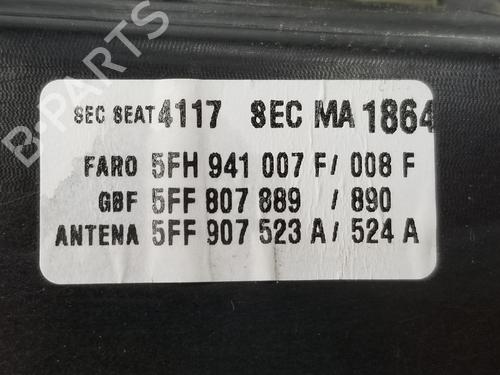 SEC SEAT 4117 SEC MA 1864
FARO 5FH 941 007 F/ 008 F
GBF 5FF 807 889 / 890
ANTENA 5FF 907 523 A/ 524 A
B-PARTS